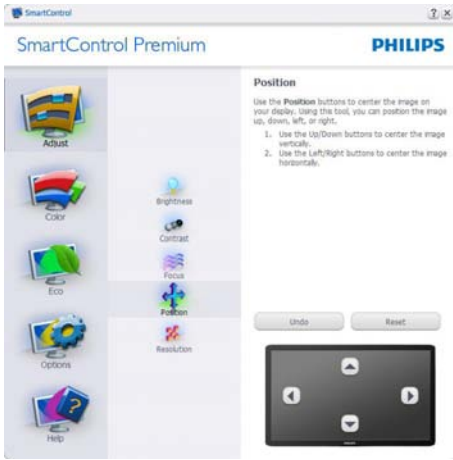 SmartControl
SmartControl Premium
PHILIPS
Adjust
Color
Eco
Options
Help
Brightness
Contrast
Focus
Position
Resolution
Position
Use the Position buttons to center the image on
your display. Using this tool, you can position the image
up, down, left, or right.
1. Use the Up/Down buttons to center the image
vertically.
2. Use the Left/Right buttons to center the image
horizontally.
Undo
Reset